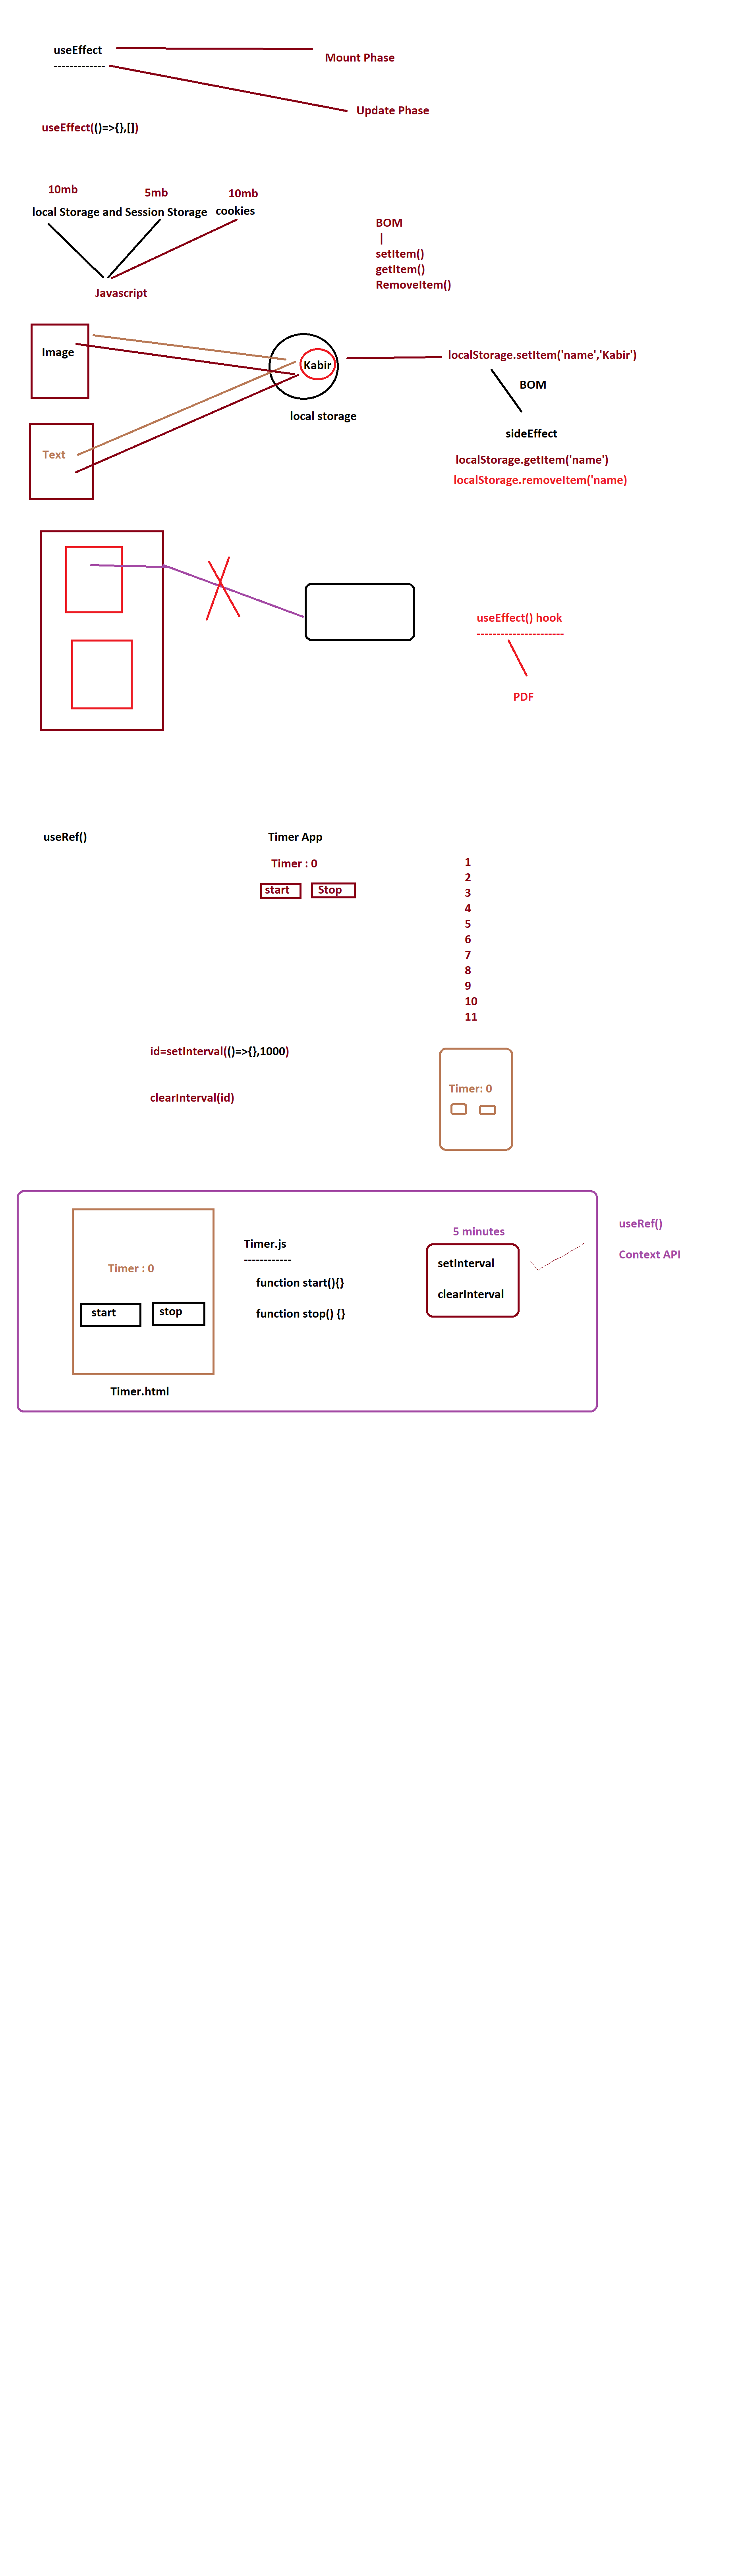 useEffect
-------------
Mount Phase
Update Phase
useEffect(()=>{},[])
10mb
5mb
10mb
local Storage and Session Storage
cookies
Javascript
BOM
|
setItem()
getItem()
RemoveItem()
Image
Kabir
local storage
localStorage.setItem('name','Kabir')
BOM
sideEffect
Text
localStorage.getItem('name')
localStorage.removeItem('name)
useEffect() hook
----------------------
PDF
useRef()
Timer App
Timer : 0
start
Stop
1
2
3
4
5
6
7
8
9
10
11
id=setInterval(()=>{},1000)
clearInterval(id)
Timer: 0
Timer : 0
start
stop
Timer.html
Timer.js
------------
function start(){}
function stop() {}
5 minutes
setInterval
clearInterval
useRef()
Context API